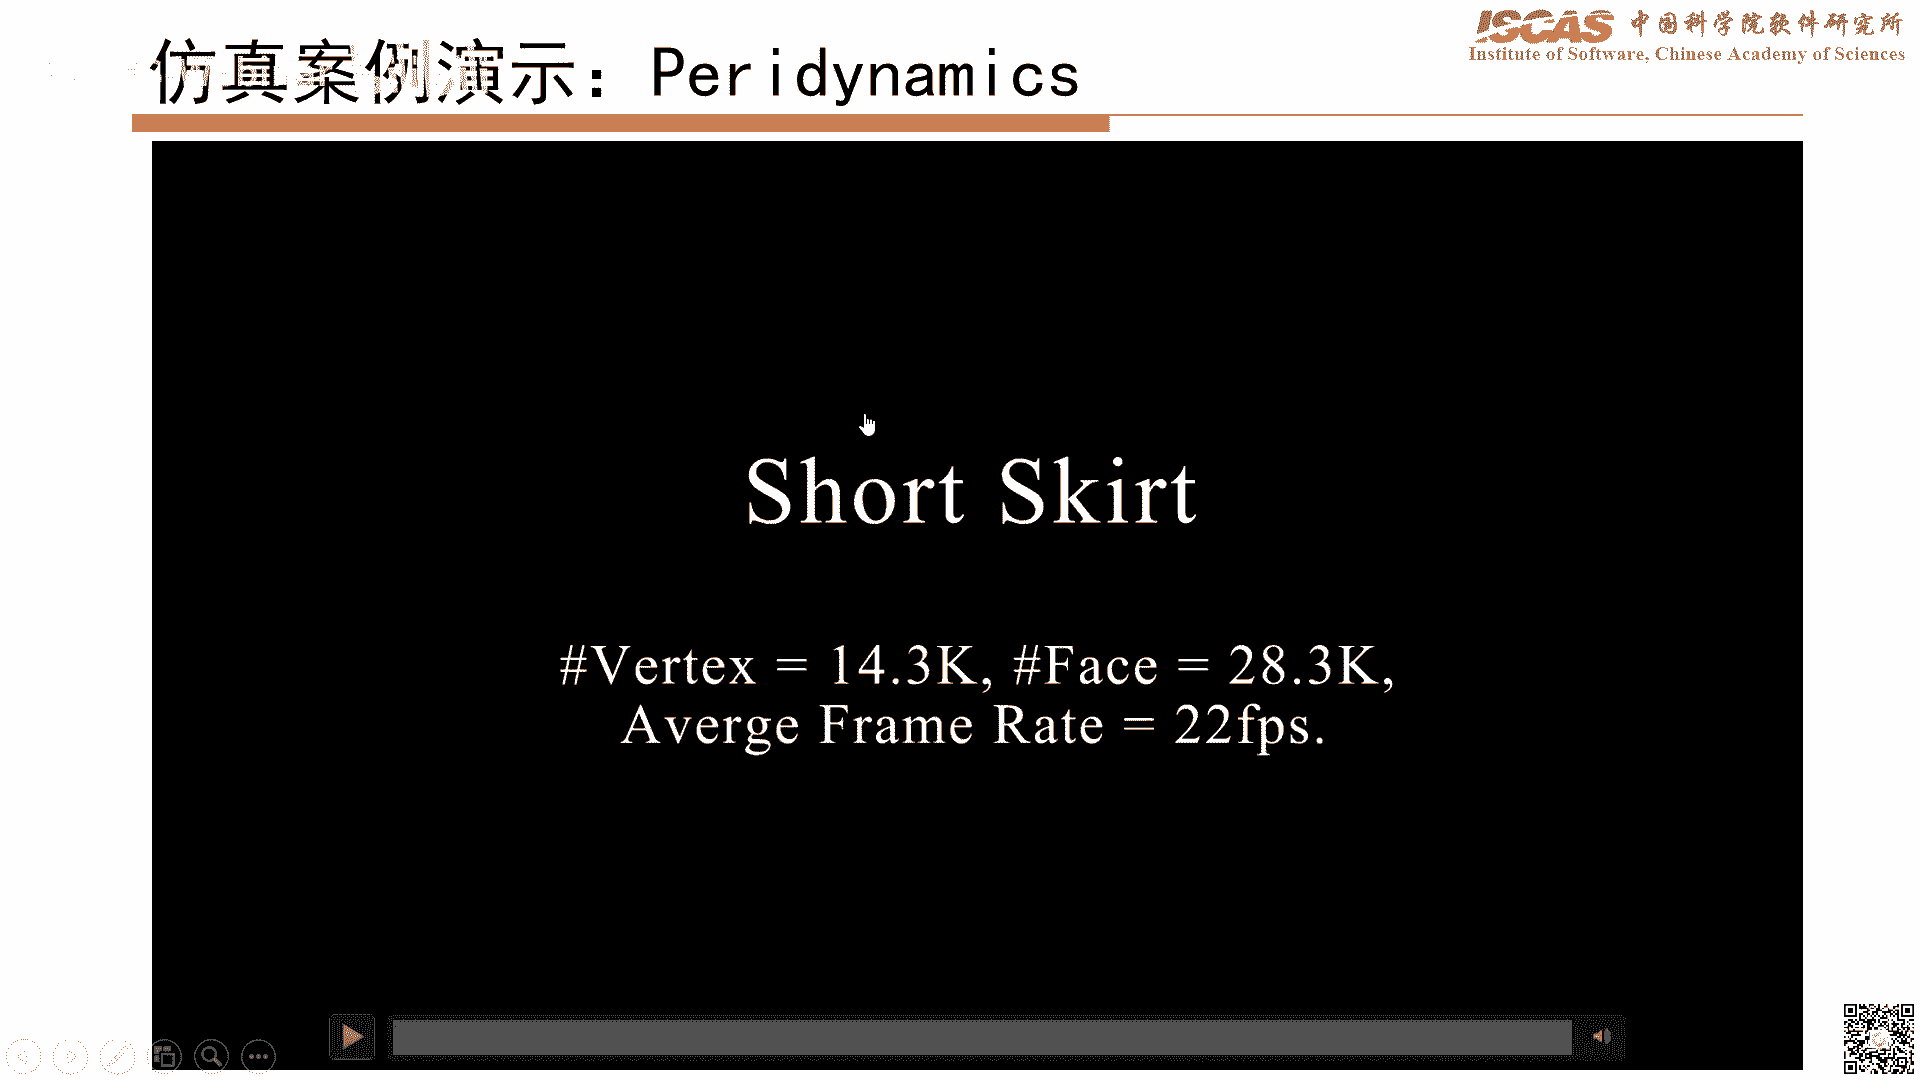 ISCAS 中国科学院软件研究所
Institute of Software, Chinese Academy of Sciences
仿真案例演示：Peridynamics
Short Skirt
#Vertex = 14.3K, #Face = 28.3K,
Averge Frame Rate = 22fps.